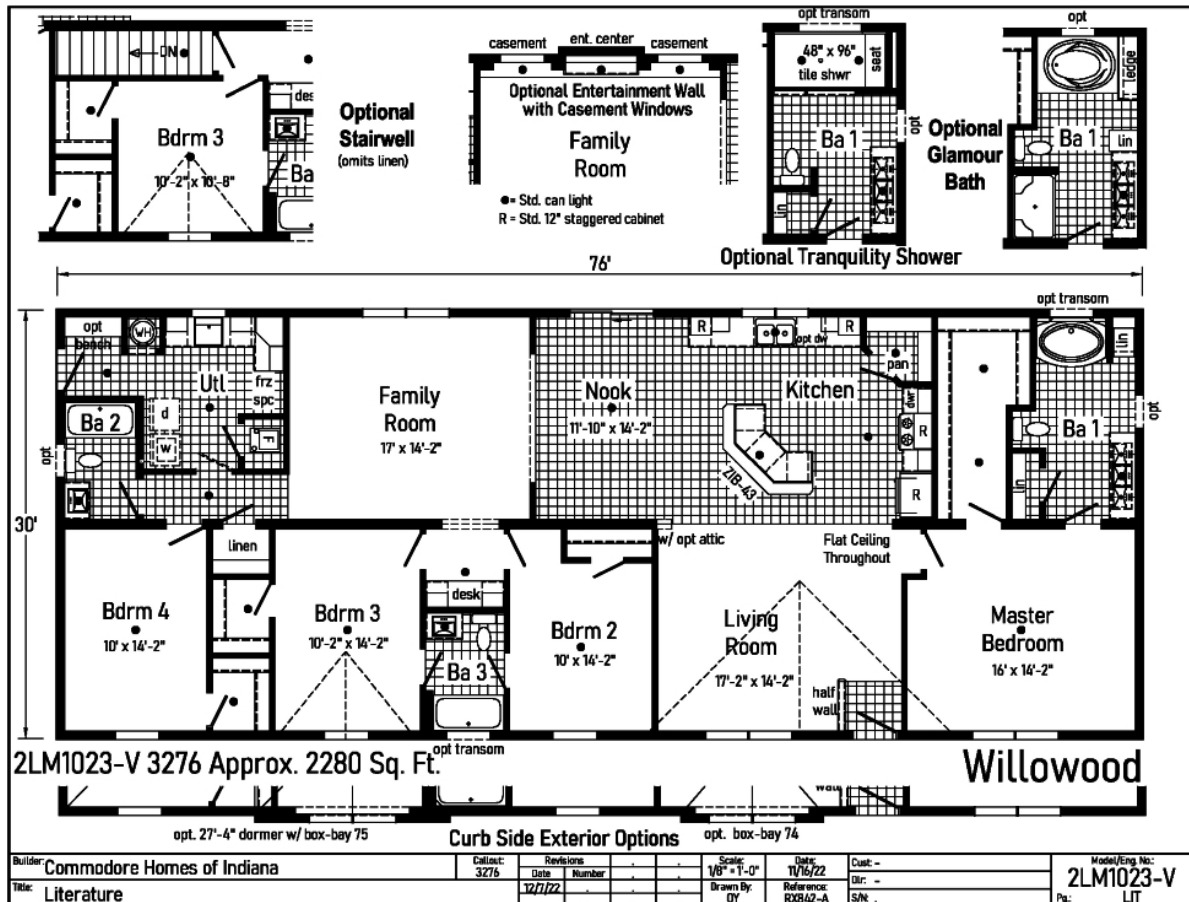 DN
des
Bdrm 3
10'-2" x 10'-8"
Ba
Optional
Stairwell
(omits linen)
casement
ent. center
casement
Optional Entertainment Wall
with Casement Windows
Family
Room
●= Std. can light
R = Std. 12" staggered cabinet
opt transom
48" x 96"
tile shwr
seat
Ba 1
opt
lin
Optional Tranquility Shower
Optional
Glamour
Bath
opt
ledge
Ba 1
lin
76'
30'
opt
bench
WH
Utl
frz
spc
d
w
F
Ba 2
opt
Family
Room
17' x 14'-2"
Nook
11'-10" x 14'-2"
R
opt dw
R
Kitchen
pan
dwr
R
R
ZIB-43
opt transom
lin
Ba 1
opt
lin
linen
Bdrm 4
10' x 14'-2"
Bdrm 3
10'-2" x 14'-2"
desk
Ba 3
opt transom
Bdrm 2
10' x 14'-2"
w/ opt attic
Flat Ceiling
Throughout
Living
Room
17'-2" x 14'-2"
half
wall
Master
Bedroom
16' x 14'-2"
2LM1023-V 3276 Approx. 2280 Sq. Ft.
Willowood
wall
opt. 27'-4" dormer w/ box-bay 75
Curb Side Exterior Options
opt. box-bay 74
Builder: Commodore Homes of Indiana
Title: Literature
Callout:
3276
Revisions
Date Number
12/7/22
Scale:
1/8" = 1'-0"
Drawn By:
DY
Date:
11/16/22
Reference:
RX842-A
Cust: -
Dlr: -
S/N: .
Model/Eng. No.:
2LM1023-V
Pg.: LIT